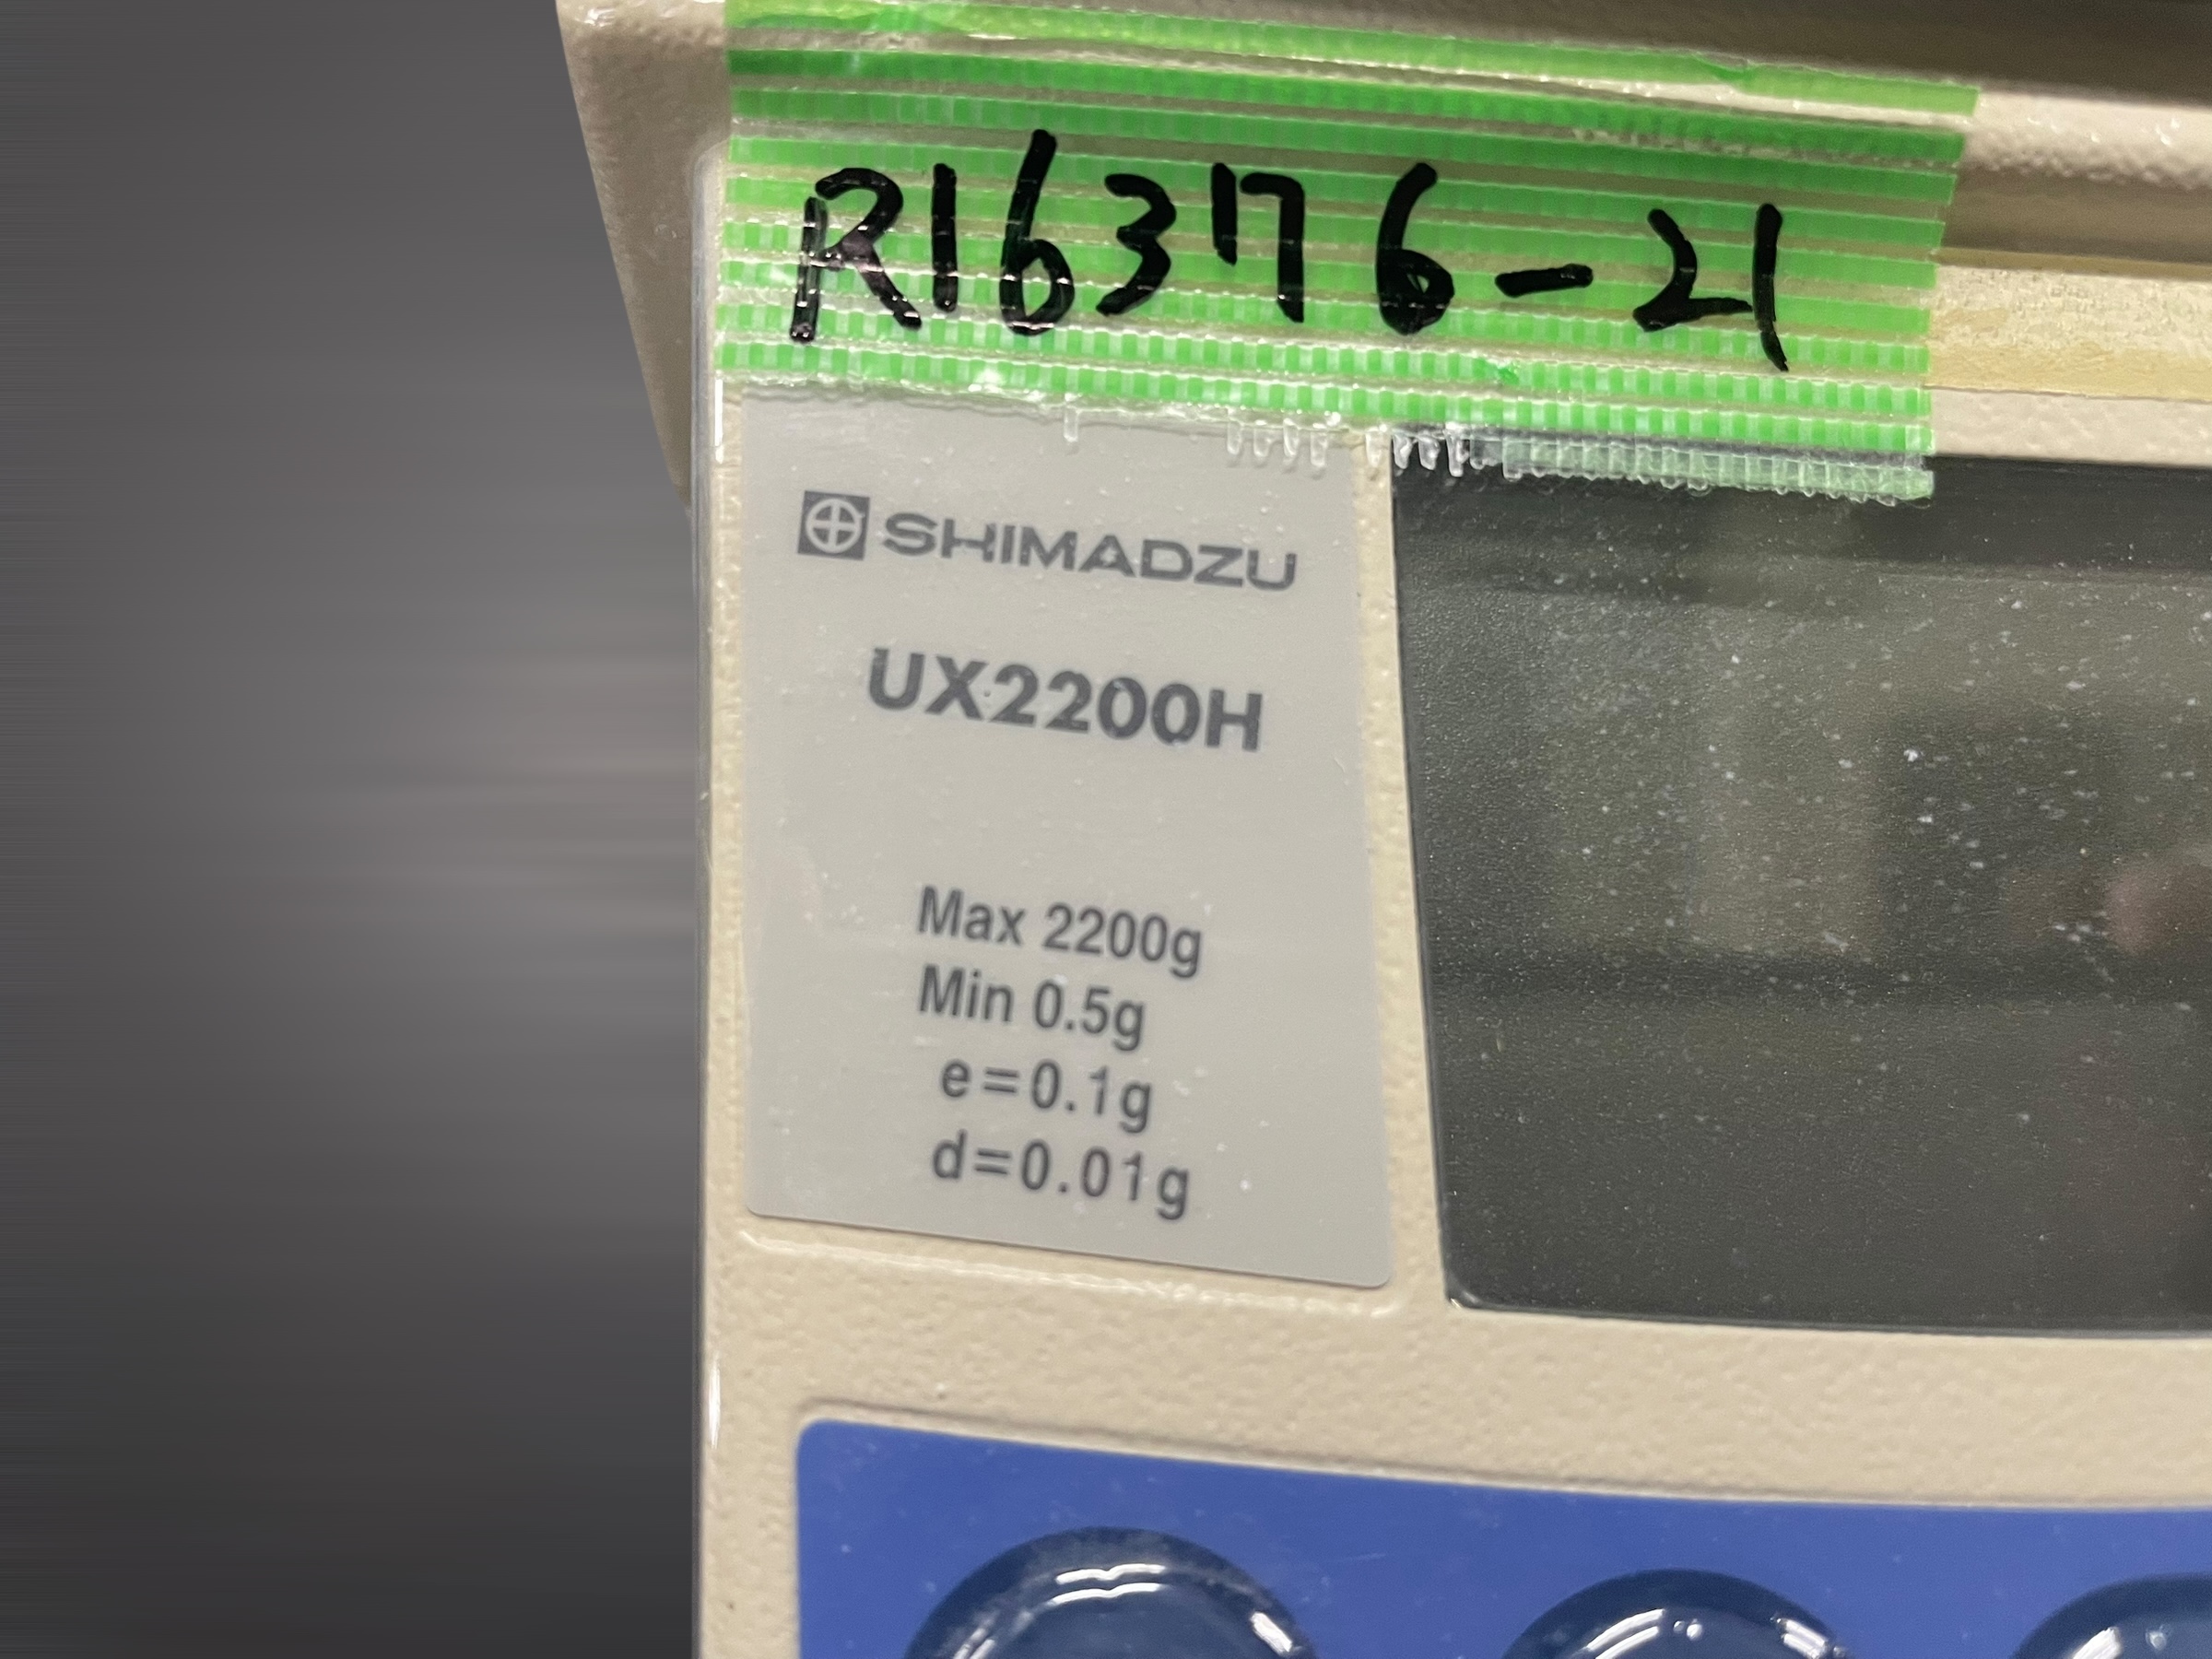 R16376-21
SHIMADZU
UX2200H
Max 2200g
Min 0.5g
e=0.1g
d=0.01g